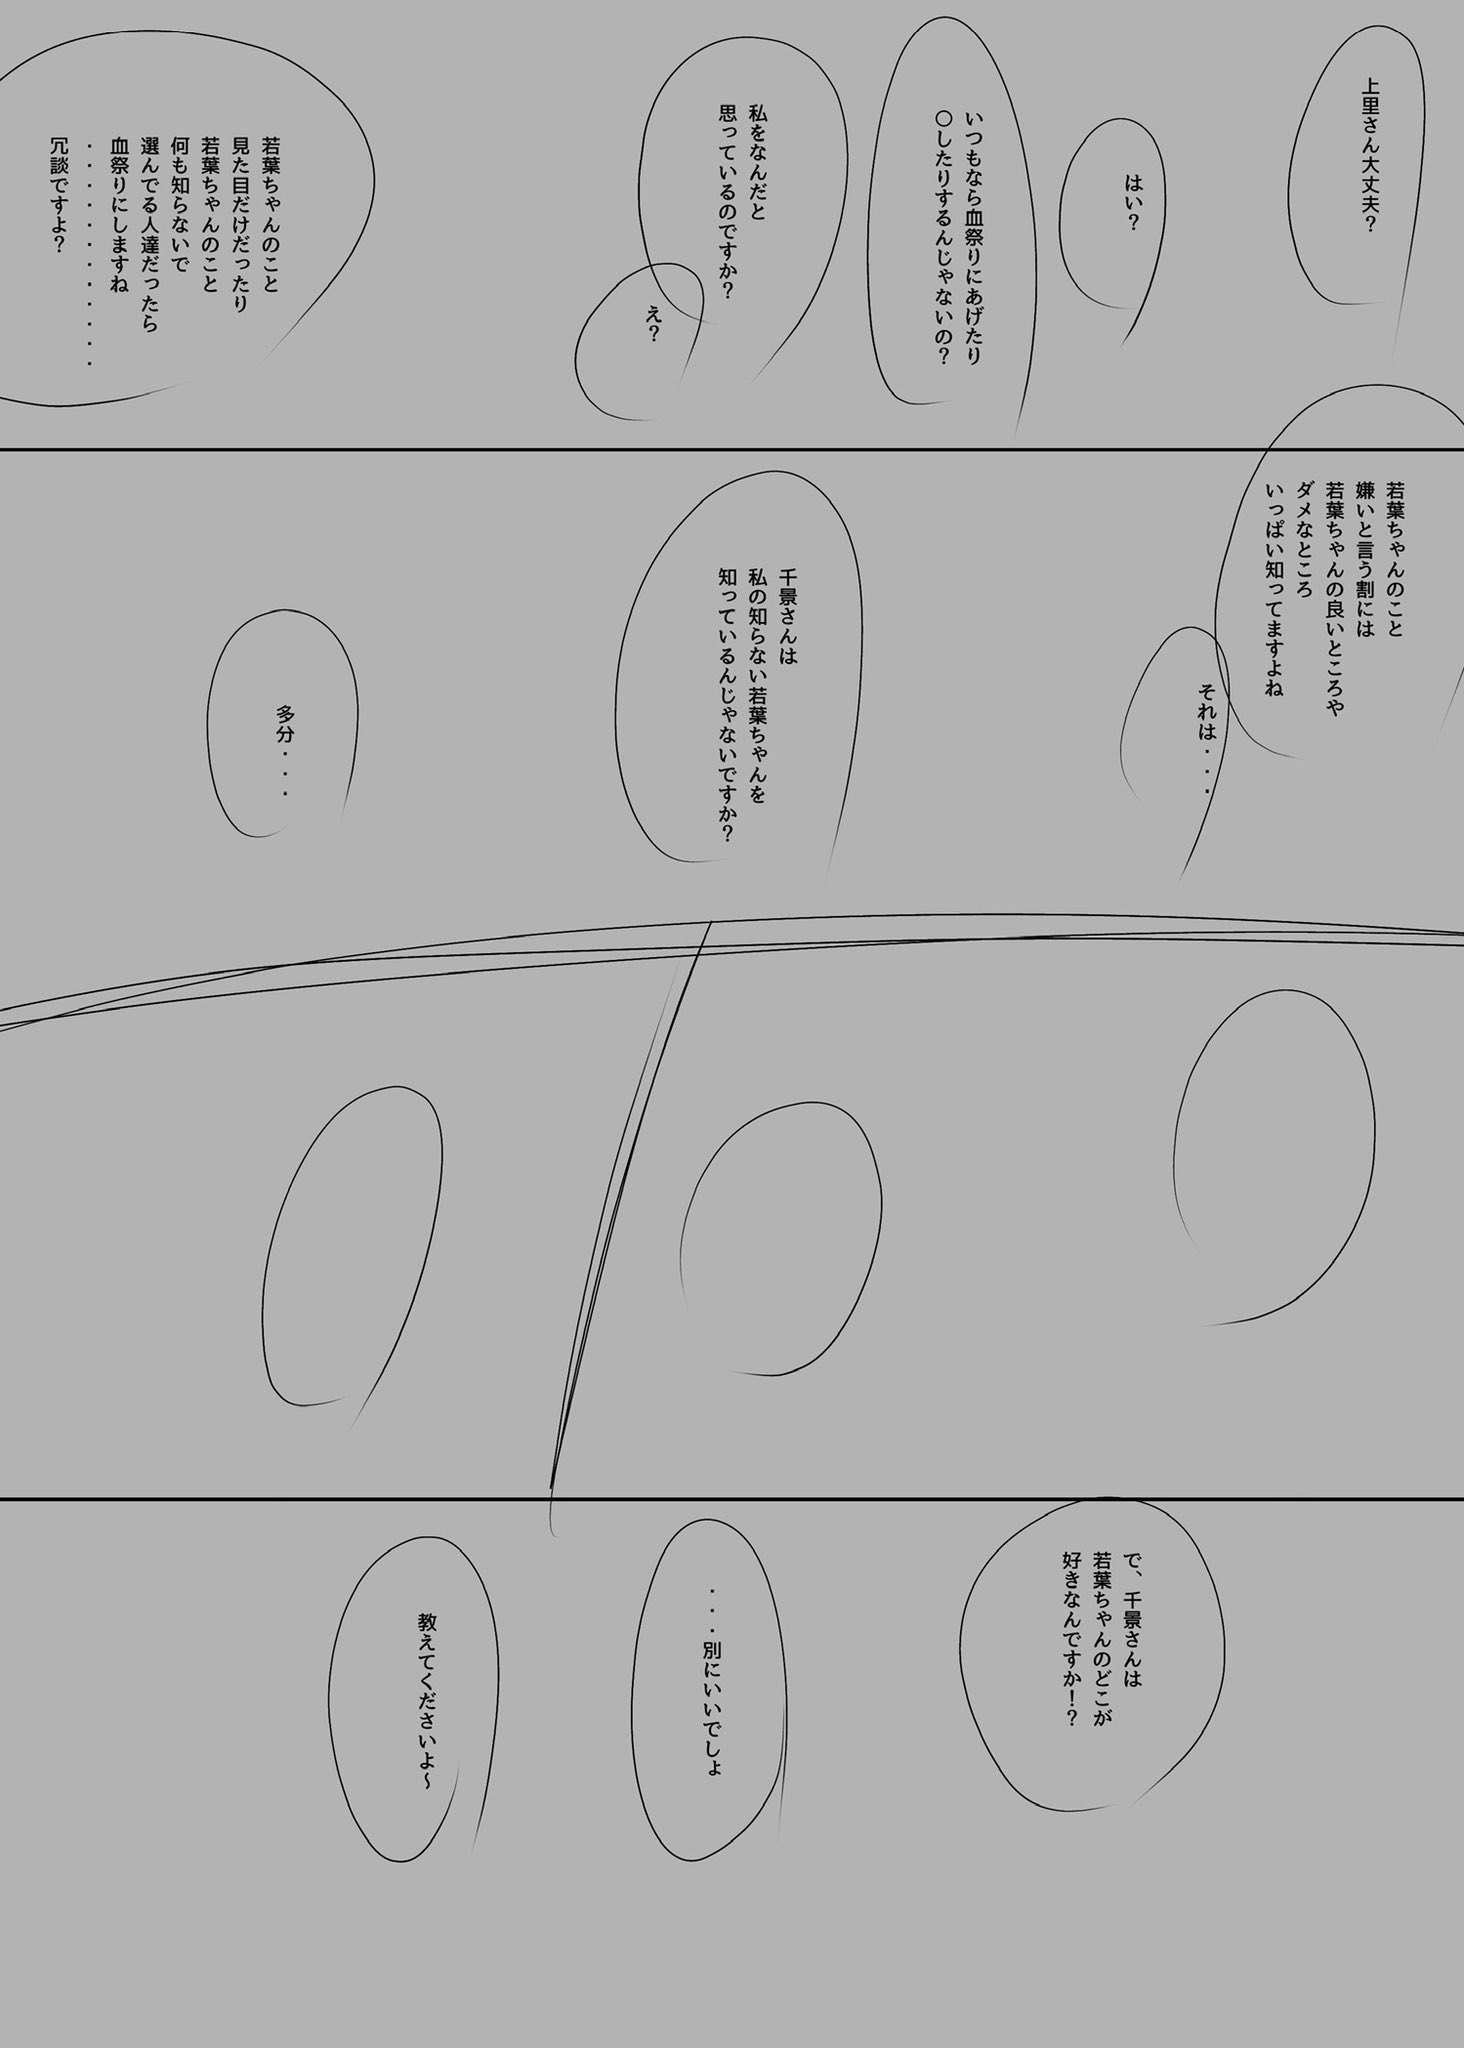 上里さん大丈夫？
はい？
いつもなら血祭りにあげたり
〇したりするんじゃないの？
私をなんだと
思っているのですか？
え？
若葉ちゃんのこと
見た目だけだったり
若葉ちゃんのこと
何も知らないで
選んでる人達だったら
血祭りにしますね
・・・・・・・・・・・・
冗談ですよ？
若葉ちゃんのこと
嫌いと言う割には
若葉ちゃんの良いところや
ダメなところ
いっぱい知ってますよね
それは・・・
千景さんは
私の知らない若葉ちゃんを
知っているんじゃないですか？
多分・・・
で、千景さんは
若葉ちゃんのどこが
好きなんですか！？
・・・別にいいでしょ
教えてくださいよ～